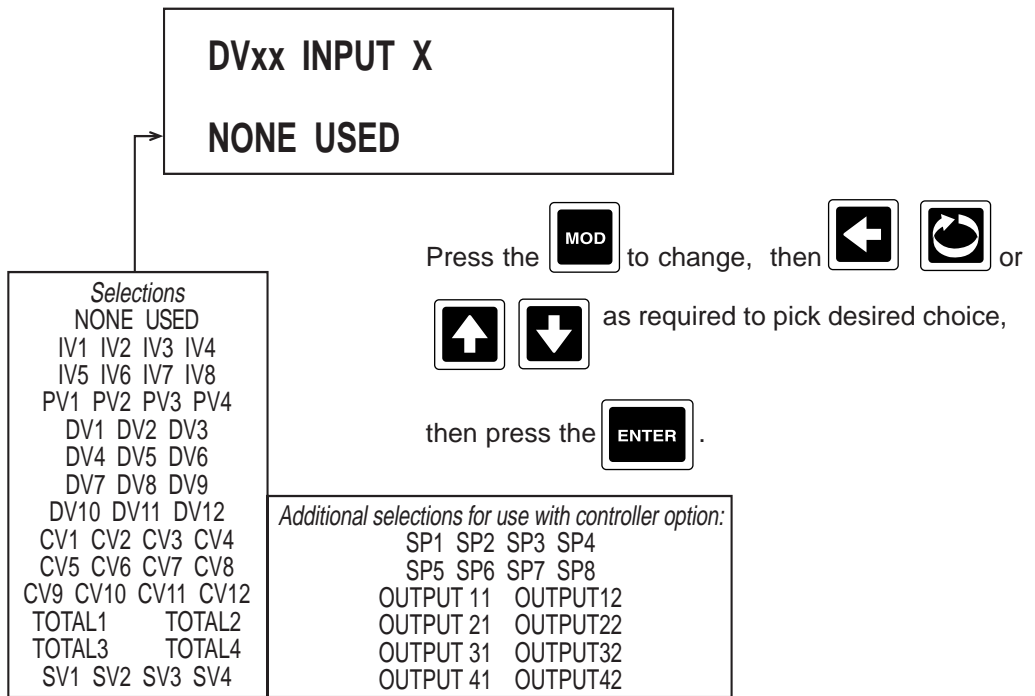 DVxx INPUT X
NONE USED
Press the MOD to change, then or
as required to pick desired choice,
then press the ENTER .
Selections
NONE USED
IV1 IV2 IV3 IV4
IV5 IV6 IV7 IV8
PV1 PV2 PV3 PV4
DV1 DV2 DV3
DV4 DV5 DV6
DV7 DV8 DV9
DV10 DV11 DV12
CV1 CV2 CV3 CV4
CV5 CV6 CV7 CV8
CV9 CV10 CV11 CV12
TOTAL1 TOTAL2
TOTAL3 TOTAL4
SV1 SV2 SV3 SV4
Additional selections for use with controller option:
SP1 SP2 SP3 SP4
SP5 SP6 SP7 SP8
OUTPUT 11 OUTPUT12
OUTPUT 21 OUTPUT22
OUTPUT 31 OUTPUT32
OUTPUT 41 OUTPUT42